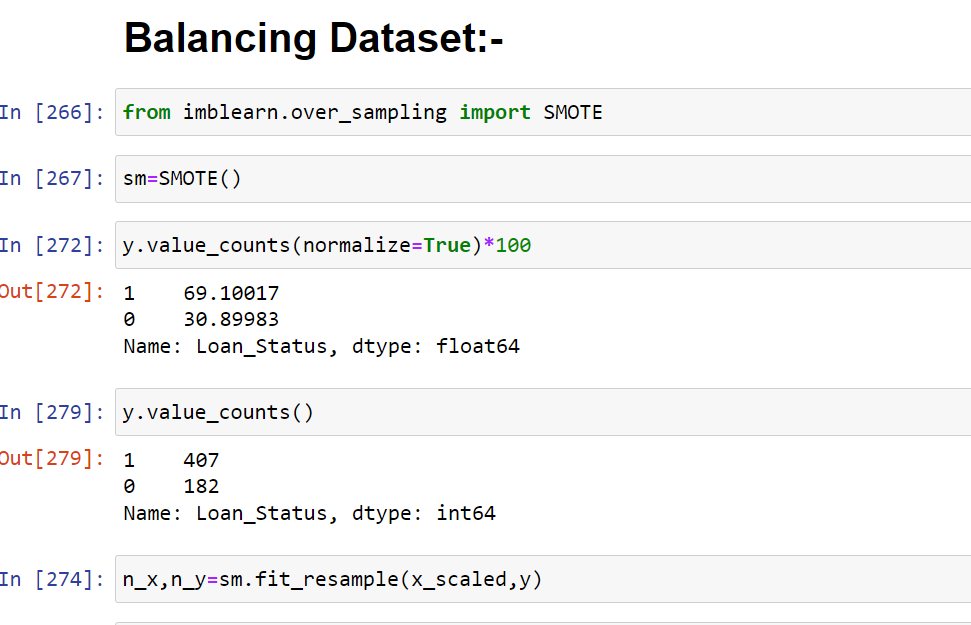 Balancing Dataset:-
In [266]: from imblearn.over_sampling import SMOTE
In [267]: sm=SMOTE()
In [272]: y.value_counts(normalize=True)*100
Out[272]: 1    69.10017
0    30.89983
Name: Loan_Status, dtype: float64
In [279]: y.value_counts()
Out[279]: 1    407
0    182
Name: Loan_Status, dtype: int64
In [274]: n_x,n_y=sm.fit_resample(x_scaled,y)